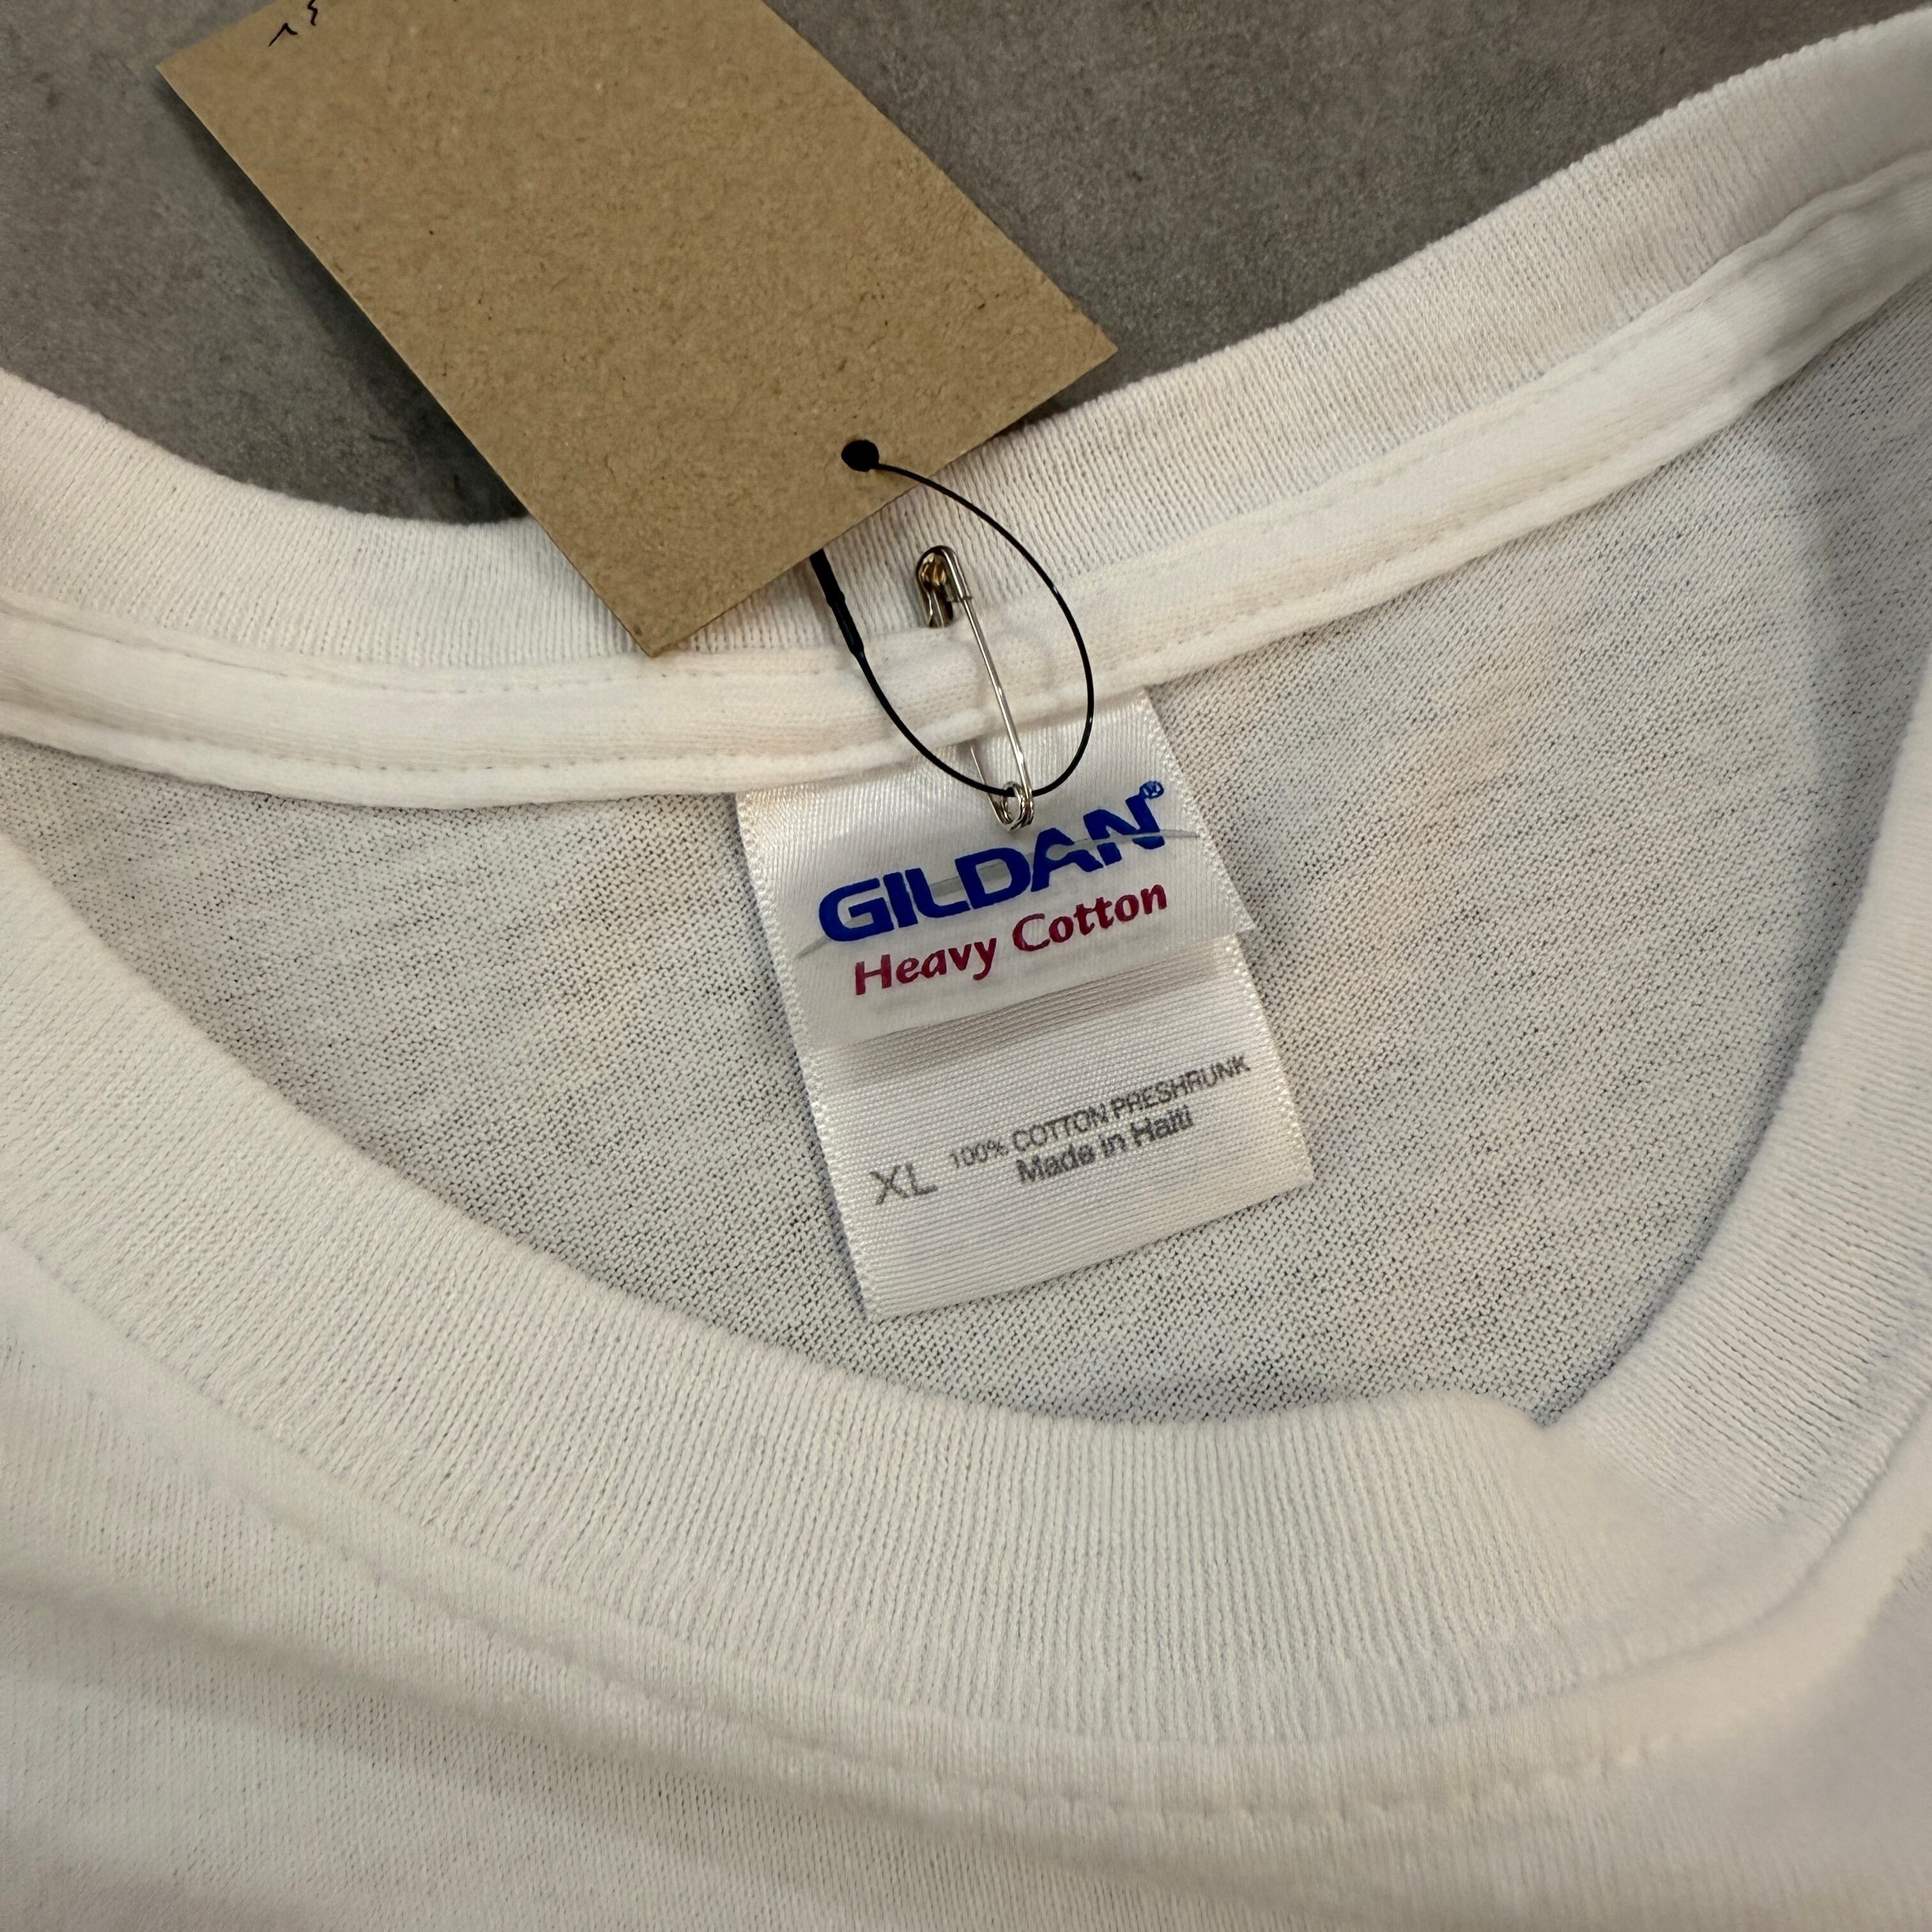 GILDAN®
Heavy Cotton
XL 100% COTTON PRESHRUNK
Made in Haiti